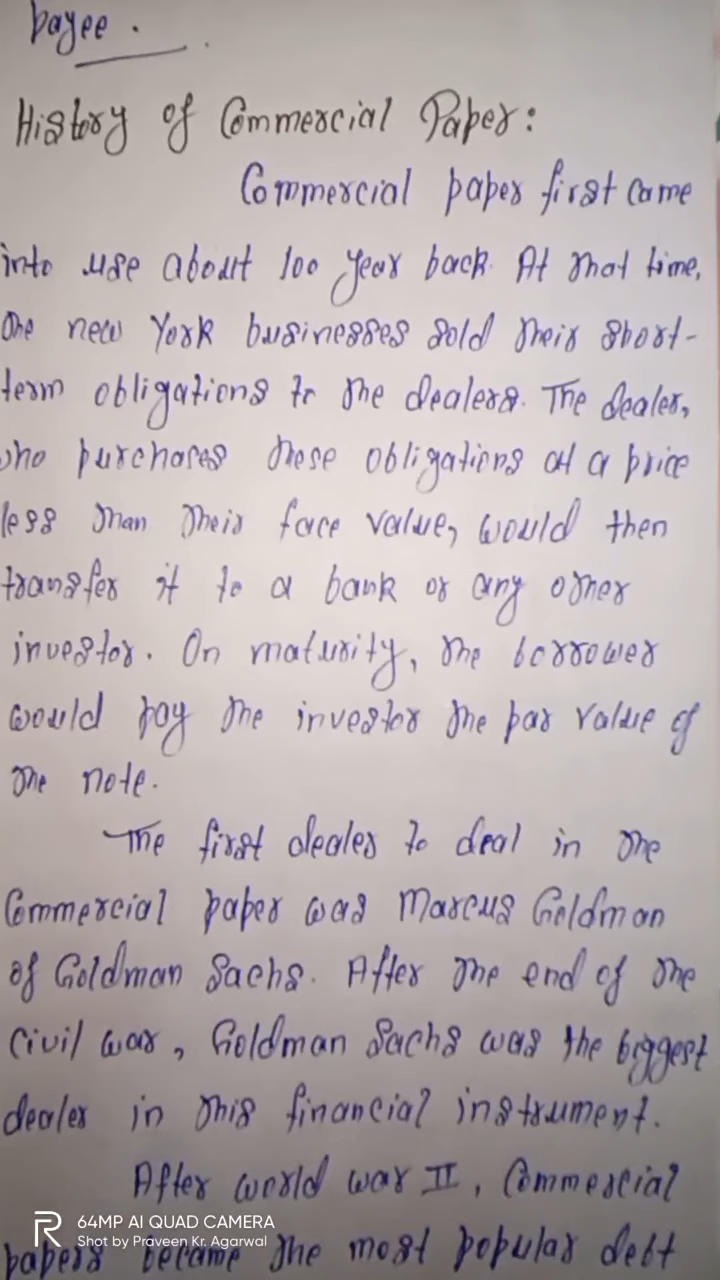 payee.
History of Commercial Paper:
Commercial paper first came
into use about 100 year back. At that time,
the new York businesses sold their short-
term obligations to the dealers. The dealer,
who purchases these obligations at a price
less than their face value, would then
transfer it to a bank or any other
investor. On maturity, the borrower
would pay the investor the par value of
the note.
The first dealer to deal in the
Commercial paper was Marcus Goldman
of Goldman Sachs. After the end of the
civil war, Goldman Sachs was the biggest
dealer in this financial instrument.
After world war II, Commercial
papers became the most popular debt
64MP AI QUAD CAMERA
Shot by Praveen Kr. Agarwal